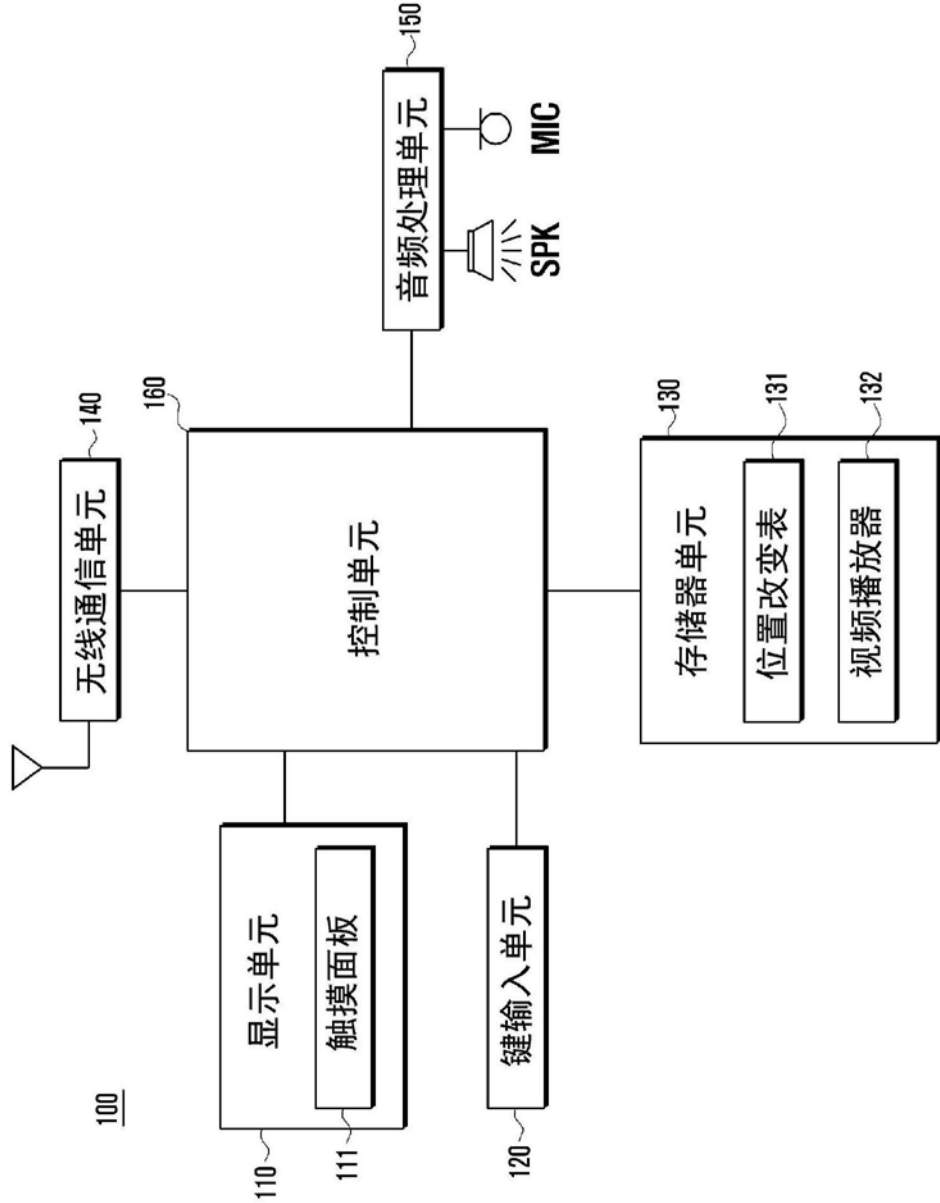 100
无线通信单元
140
160
110
显示单元
111
触摸面板
控制单元
音频处理单元
150
120
键输入单元
SPK
MIC
存储器单元
130
位置改变表
131
视频播放器
132